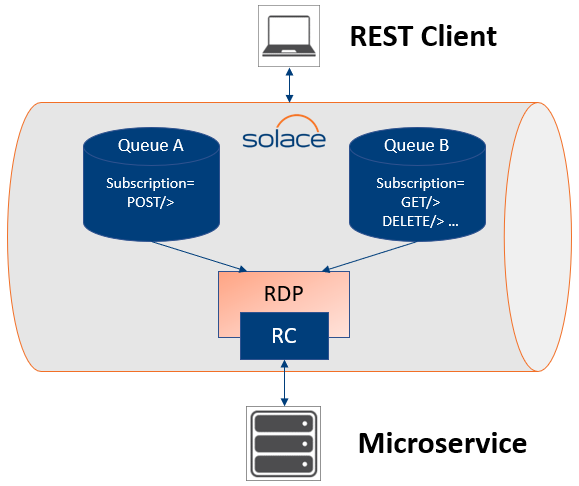 REST Client
solace
Queue A
Subscription=
POST/>
Queue B
Subscription=
GET/>
DELETE/> ...
RDP
RC
Microservice